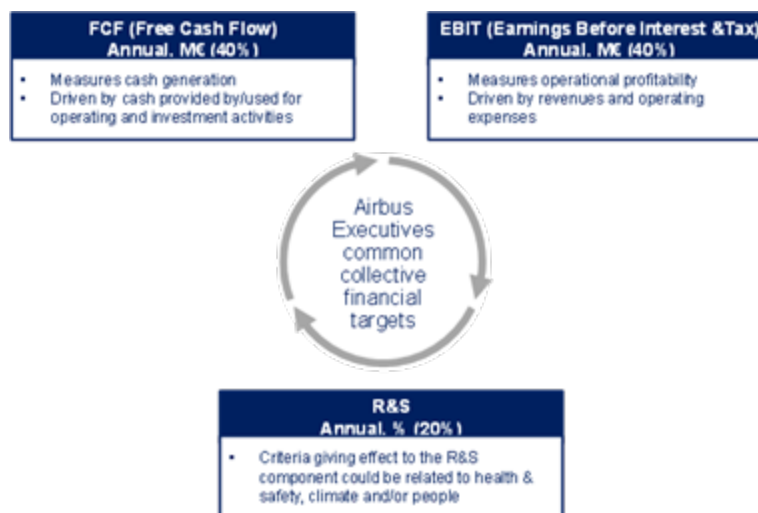 FCF (Free Cash Flow)
Annual. M€ (40%)
• Measures cash generation
• Driven by cash provided by/used for
operating and investment activities
EBIT (Earnings Before Interest &Tax)
Annual. M€ (40%)
• Measures operational profitability
• Driven by revenues and operating
expenses
Airbus
Executives
common
collective
financial
targets
R&S
Annual. % (20%)
• Criteria giving effect to the R&S
component could be related to health &
safety, climate and/or people